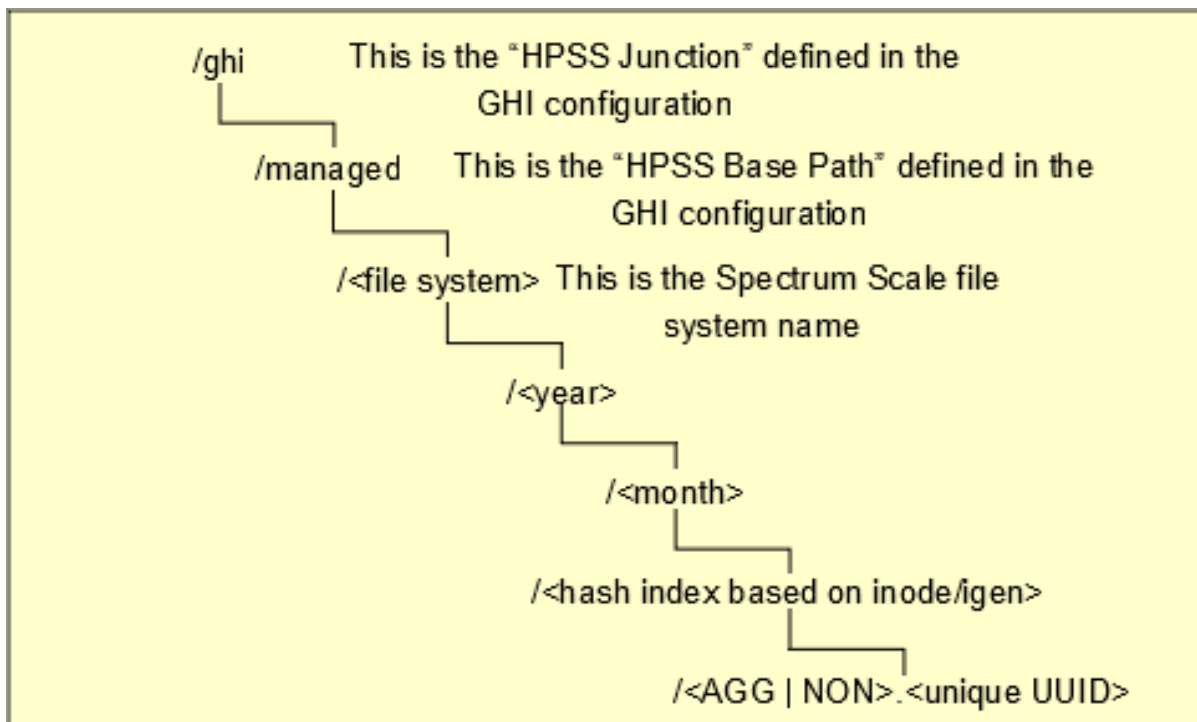 /ghi This is the “HPSS Junction” defined in the
GHI configuration
/managed This is the “HPSS Base Path” defined in the
GHI configuration
/<file system> This is the Spectrum Scale file
system name
/<year>
/<month>
/<hash index based on inode/igen>
/<AGG | NON>.<unique UUID>